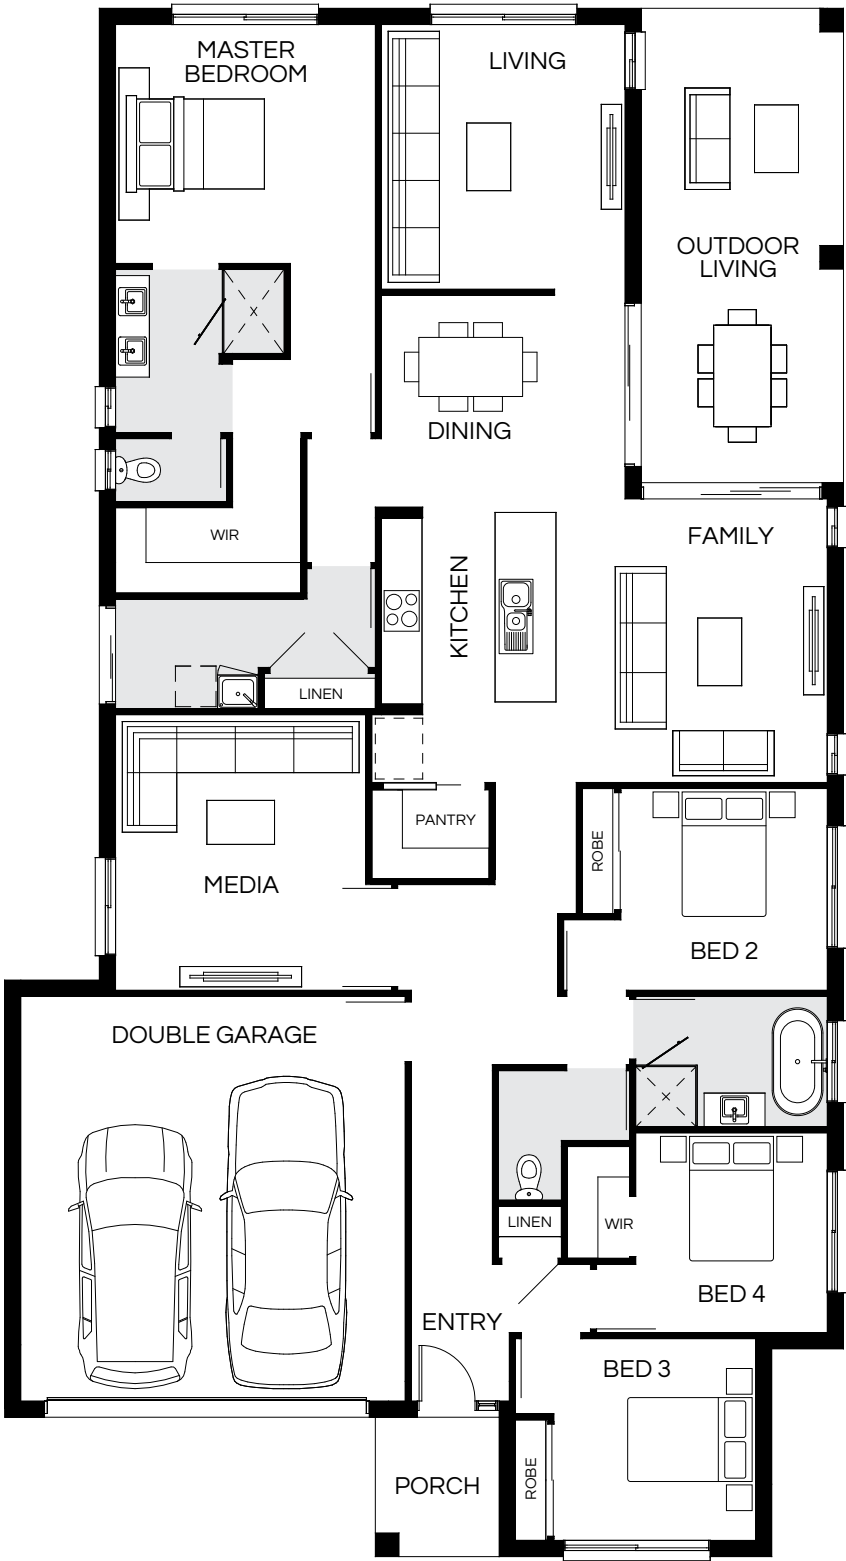 MASTER
BEDROOM
LIVING
OUTDOOR
LIVING
X
DINING
WIR
FAMILY
KITCHEN
LINEN
PANTRY
ROBE
MEDIA
BED 2
DOUBLE GARAGE
X
LINEN
WIR
BED 4
ENTRY
BED 3
ROBE
PORCH